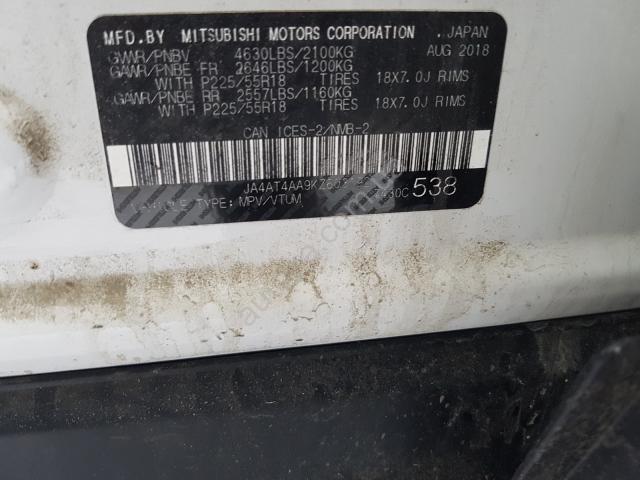 MFD.BY MITSUBISHI MOTORS CORPORATION JAPAN
GVWR/PNBV 4630LBS/2100KG AUG 2018
GAWR/PNBE FR 2646LBS/1200KG
WITH P225/55R18 TIRES 18X7.0J RIMS
GAWR/PNBE RR 2557LBS/1160KG
WITH P225/55R18 TIRES 18X7.0J RIMS
CAN ICES-2/NMB-2
538
TYPE: MPV/VTUM